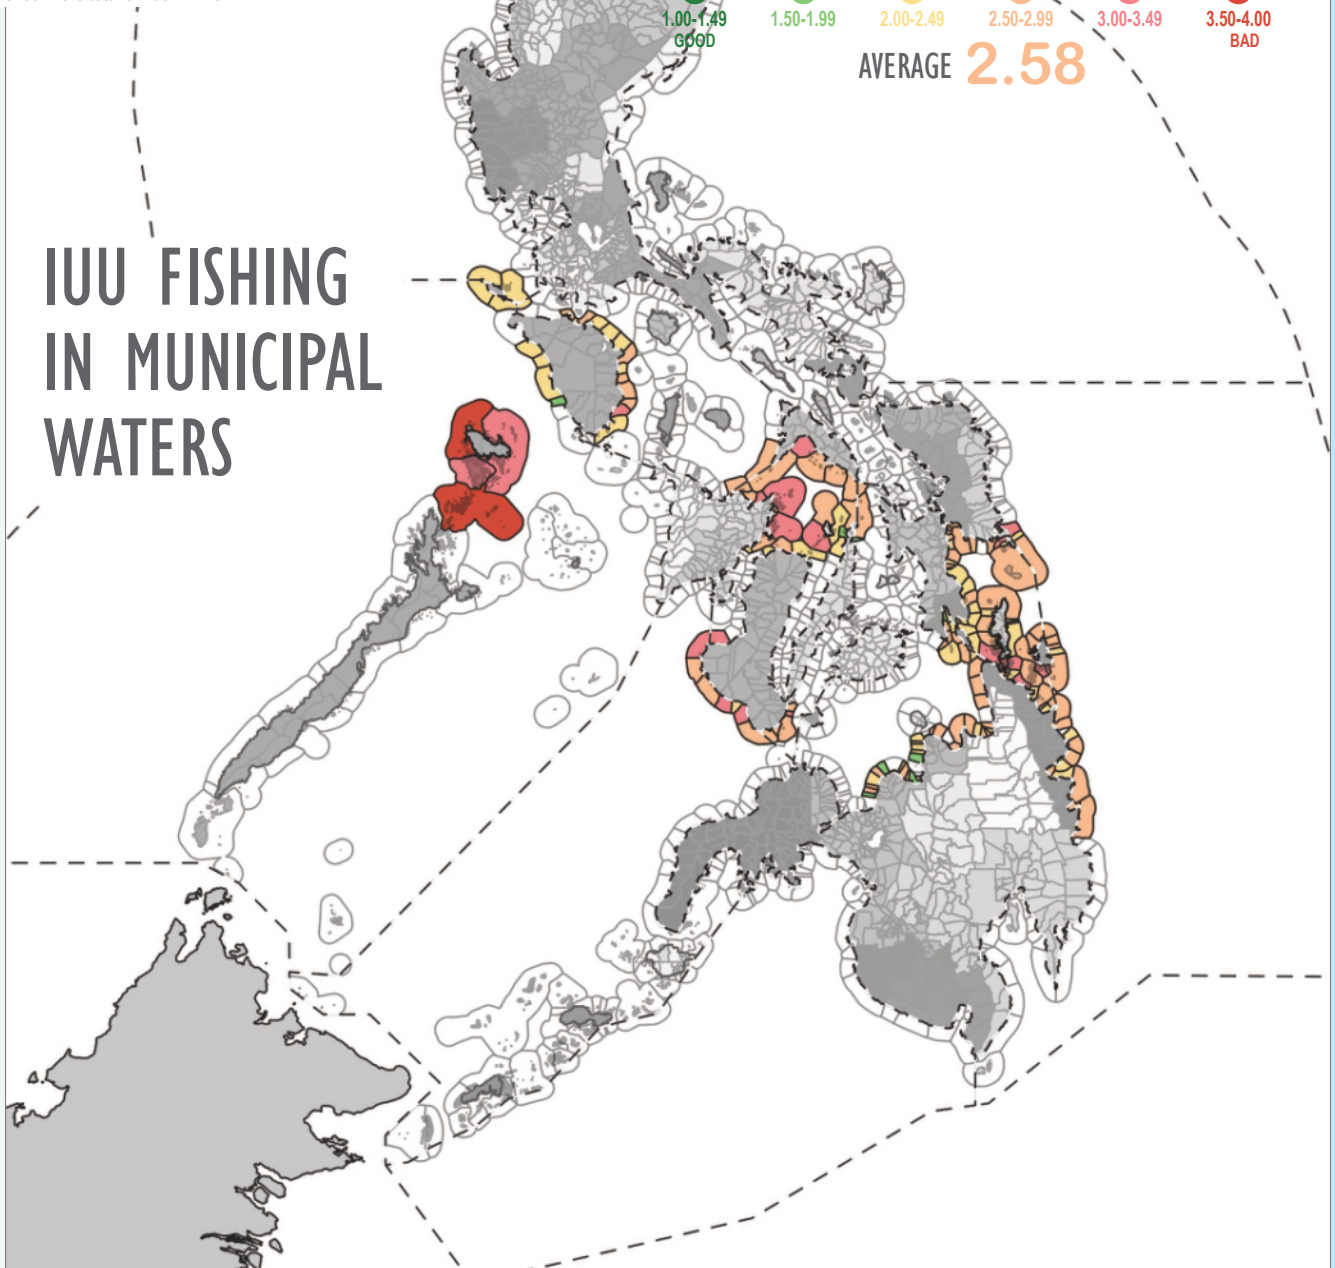 1.00-1.49 1.50-1.99 2.00-2.49 2.50-2.99 3.00-3.49 3.50-4.00
GOOD BAD
AVERAGE 2.58
IUU FISHING
IN MUNICIPAL
WATERS